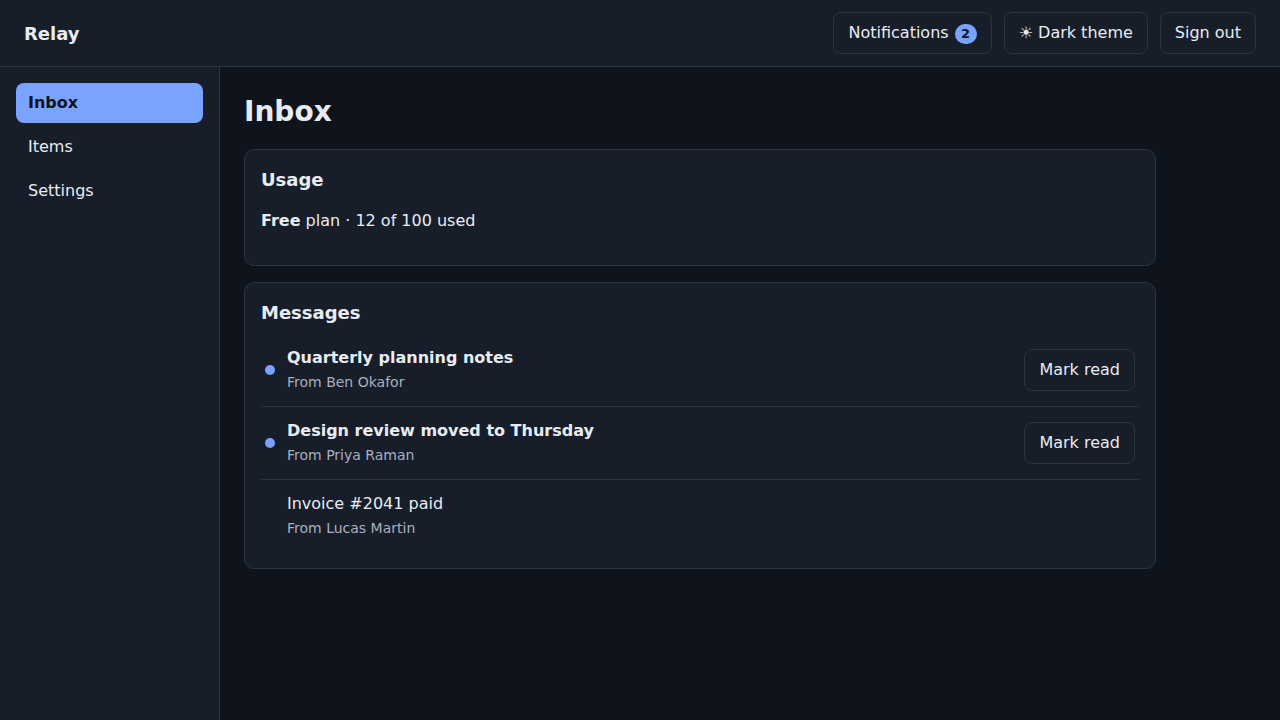 Relay
Notifications 2
☀ Dark theme
Sign out
Inbox
Items
Settings
Inbox
Usage
Free plan · 12 of 100 used
Messages
Quarterly planning notes
From Ben Okafor
Mark read
Design review moved to Thursday
From Priya Raman
Mark read
Invoice #2041 paid
From Lucas Martin